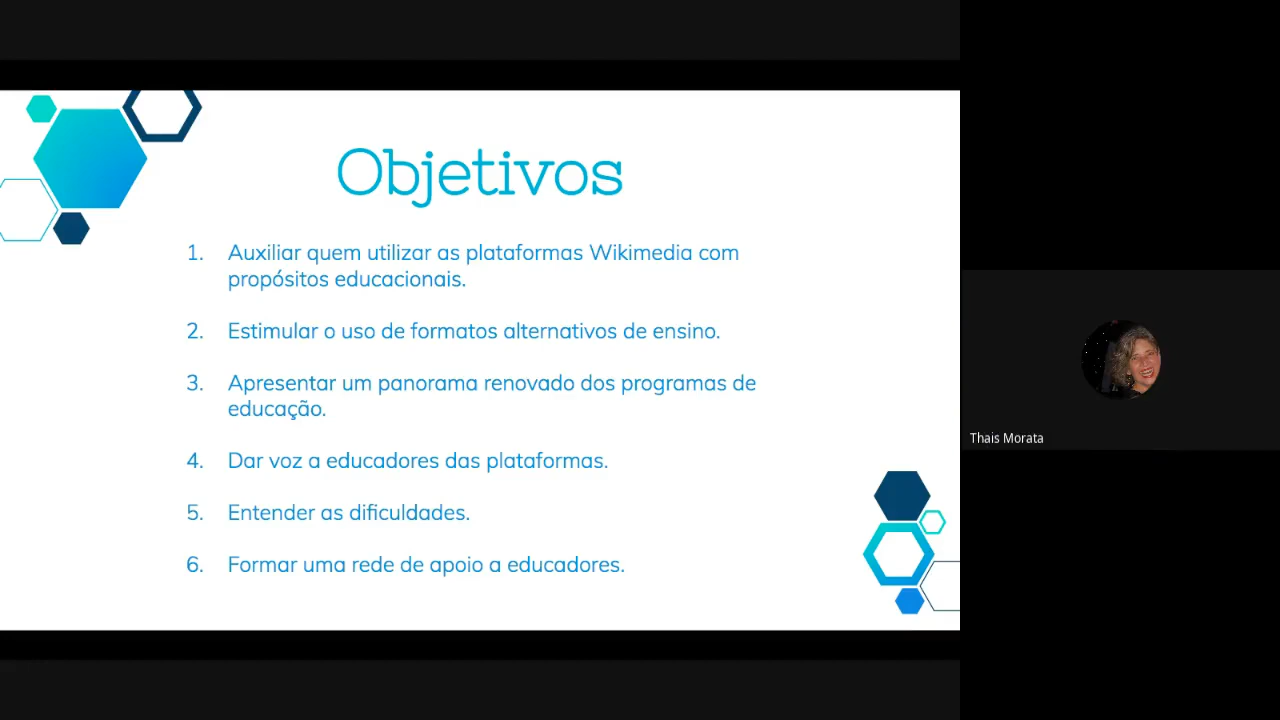 Objetivos
1. Auxiliar quem utilizar as plataformas Wikimedia com
propósitos educacionais.
2. Estimular o uso de formatos alternativos de ensino.
3. Apresentar um panorama renovado dos programas de
educação.
4. Dar voz a educadores das plataformas.
5. Entender as dificuldades.
6. Formar uma rede de apoio a educadores.
Thais Morata